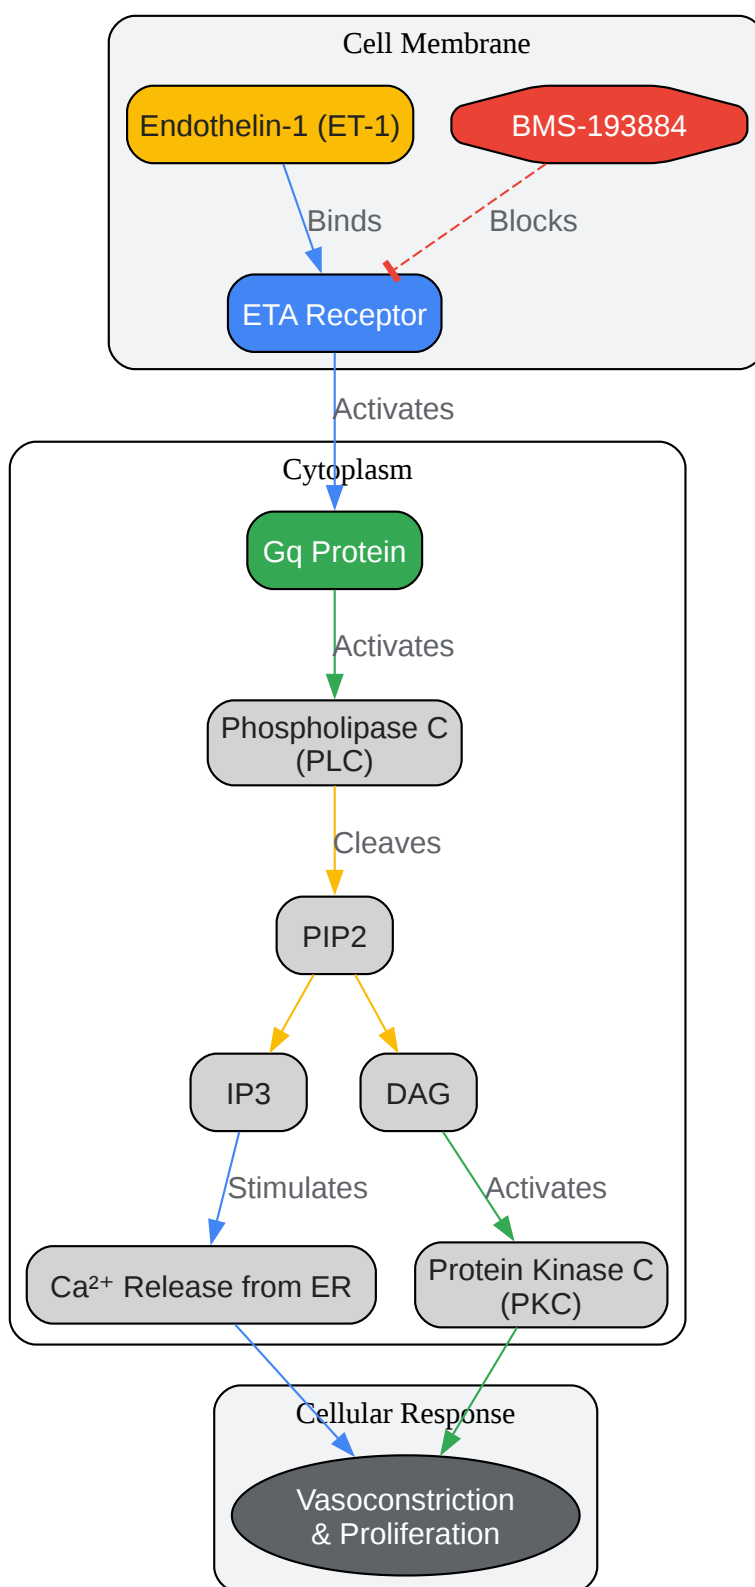 Cell Membrane
Endothelin-1 (ET-1)
BMS-193884
Binds
Blocks
ETA Receptor
Activates
Cytoplasm
Gq Protein
Activates
Phospholipase C
(PLC)
Cleaves
PIP2
IP3
DAG
Stimulates
Activates
Ca²⁺ Release from ER
Protein Kinase C
(PKC)
Cellular Response
Vasoconstriction
& Proliferation